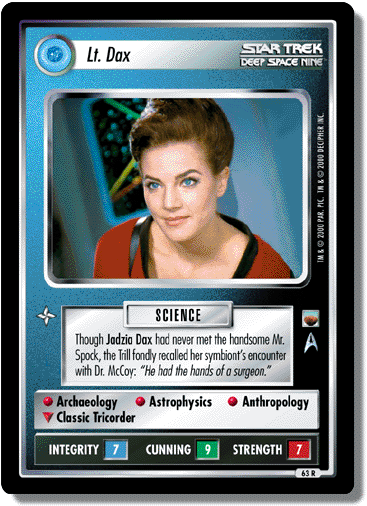 Lt. Dax
STAR TREK
DEEP SPACE NINE
TM & © 2000 PAR. PIC. TM & © 2000 DECIPHER INC.
SCIENCE
Though Jadzia Dax had never met the handsome Mr.
Spock, the Trill fondly recalled her symbiont's encounter
with Dr. McCoy: "He had the hands of a surgeon."
Archaeology Astrophysics Anthropology
Classic Tricorder
INTEGRITY 7 CUNNING 9 STRENGTH 7
63 R